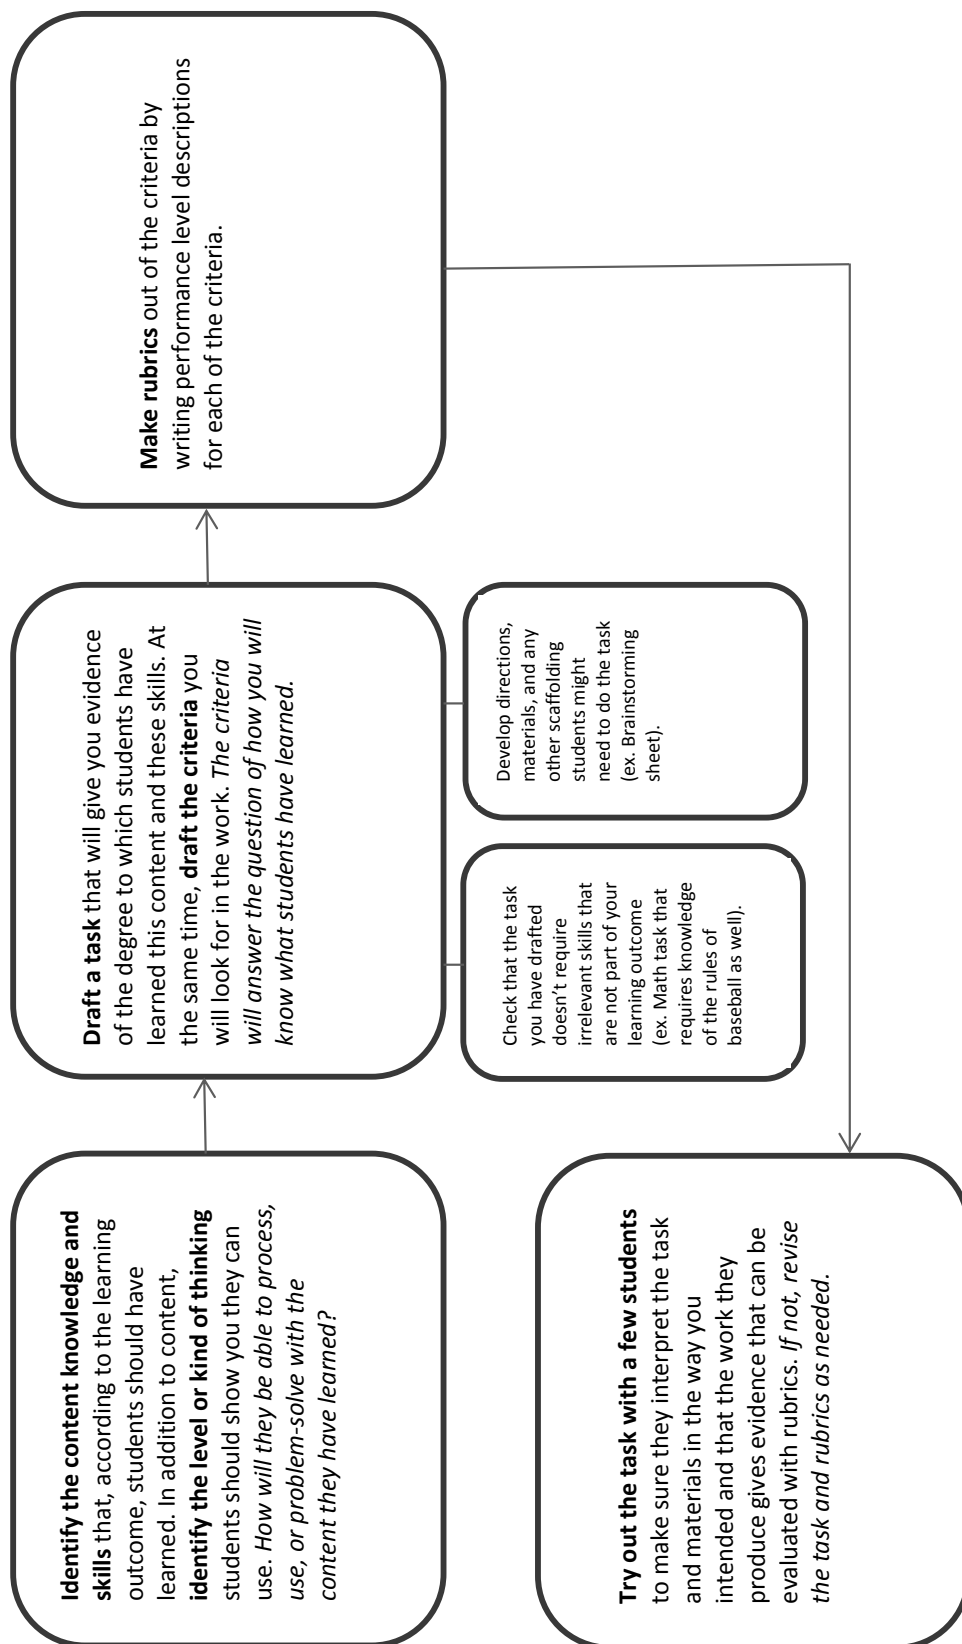 Identify the content knowledge and
skills that, according to the learning
outcome, students should have
learned. In addition to content,
identify the level or kind of thinking
students should show you they can
use. How will they be able to process,
use, or problem-solve with the
content they have learned?
Draft a task that will give you evidence
of the degree to which students have
learned this content and these skills. At
the same time, draft the criteria you
will look for in the work. The criteria
will answer the question of how you will
know what students have learned.
Check that the task
you have drafted
doesn't require
irrelevant skills that
are not part of your
learning outcome
(ex. Math task that
requires knowledge
of the rules of
baseball as well).
Develop directions,
materials, and any
other scaffolding
students might
need to do the task
(ex. Brainstorming
sheet).
Make rubrics out of the criteria by
writing performance level descriptions
for each of the criteria.
Try out the task with a few students
to make sure they interpret the task
and materials in the way you
intended and that the work they
produce gives evidence that can be
evaluated with rubrics. If not, revise
the task and rubrics as needed.